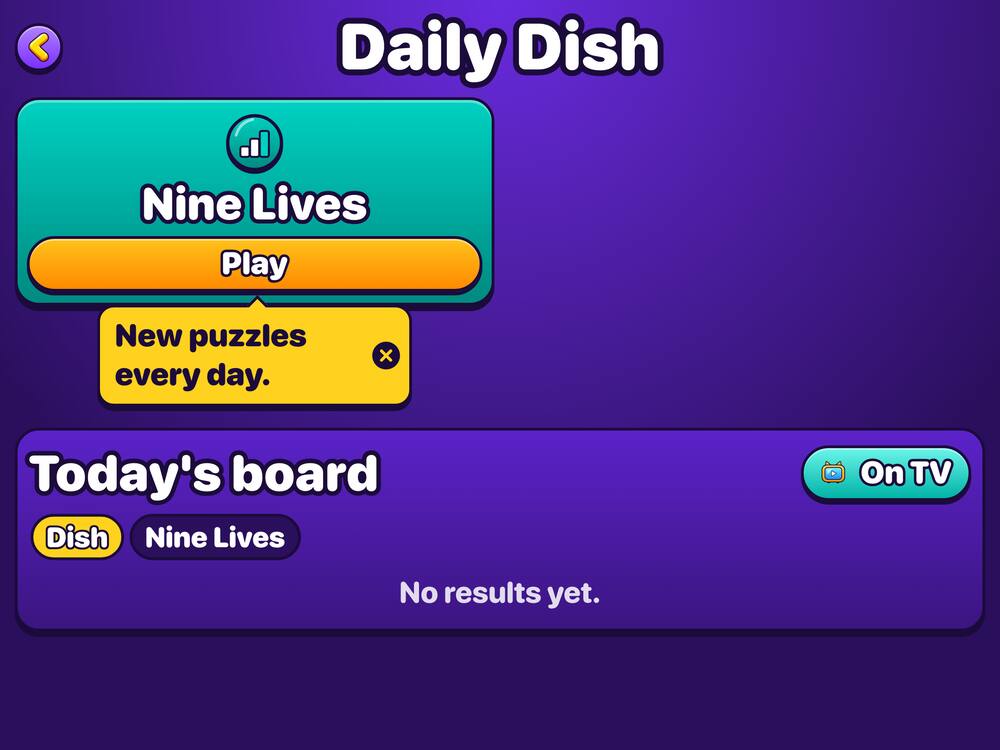 Daily Dish
Nine Lives
Play
New puzzles
every day.
Today's board
On TV
Dish
Nine Lives
No results yet.